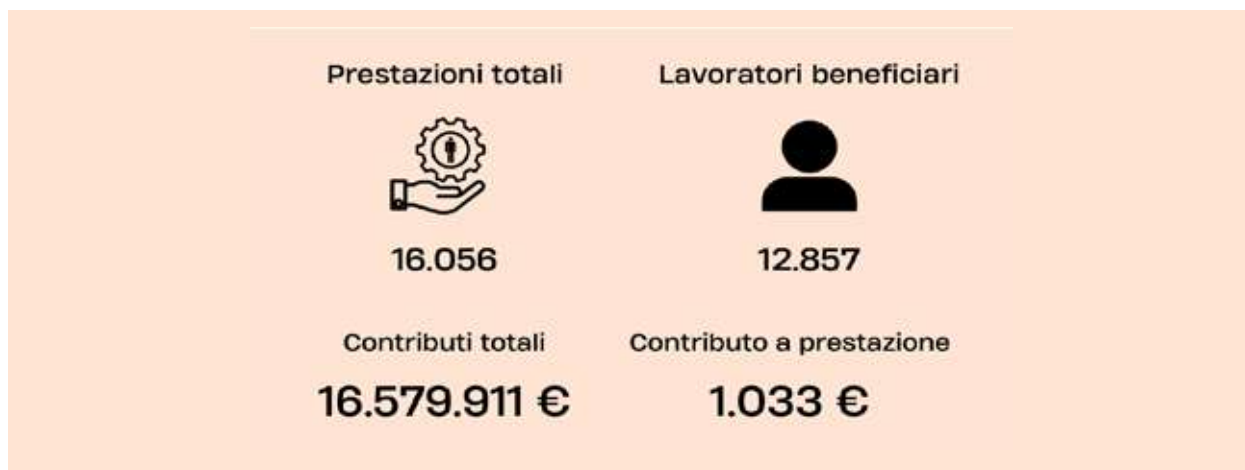 Prestazioni totali
Lavoratori beneficiari
16.056
12.857
Contributi totali
Contributo a prestazione
16.579.911 €
1.033 €